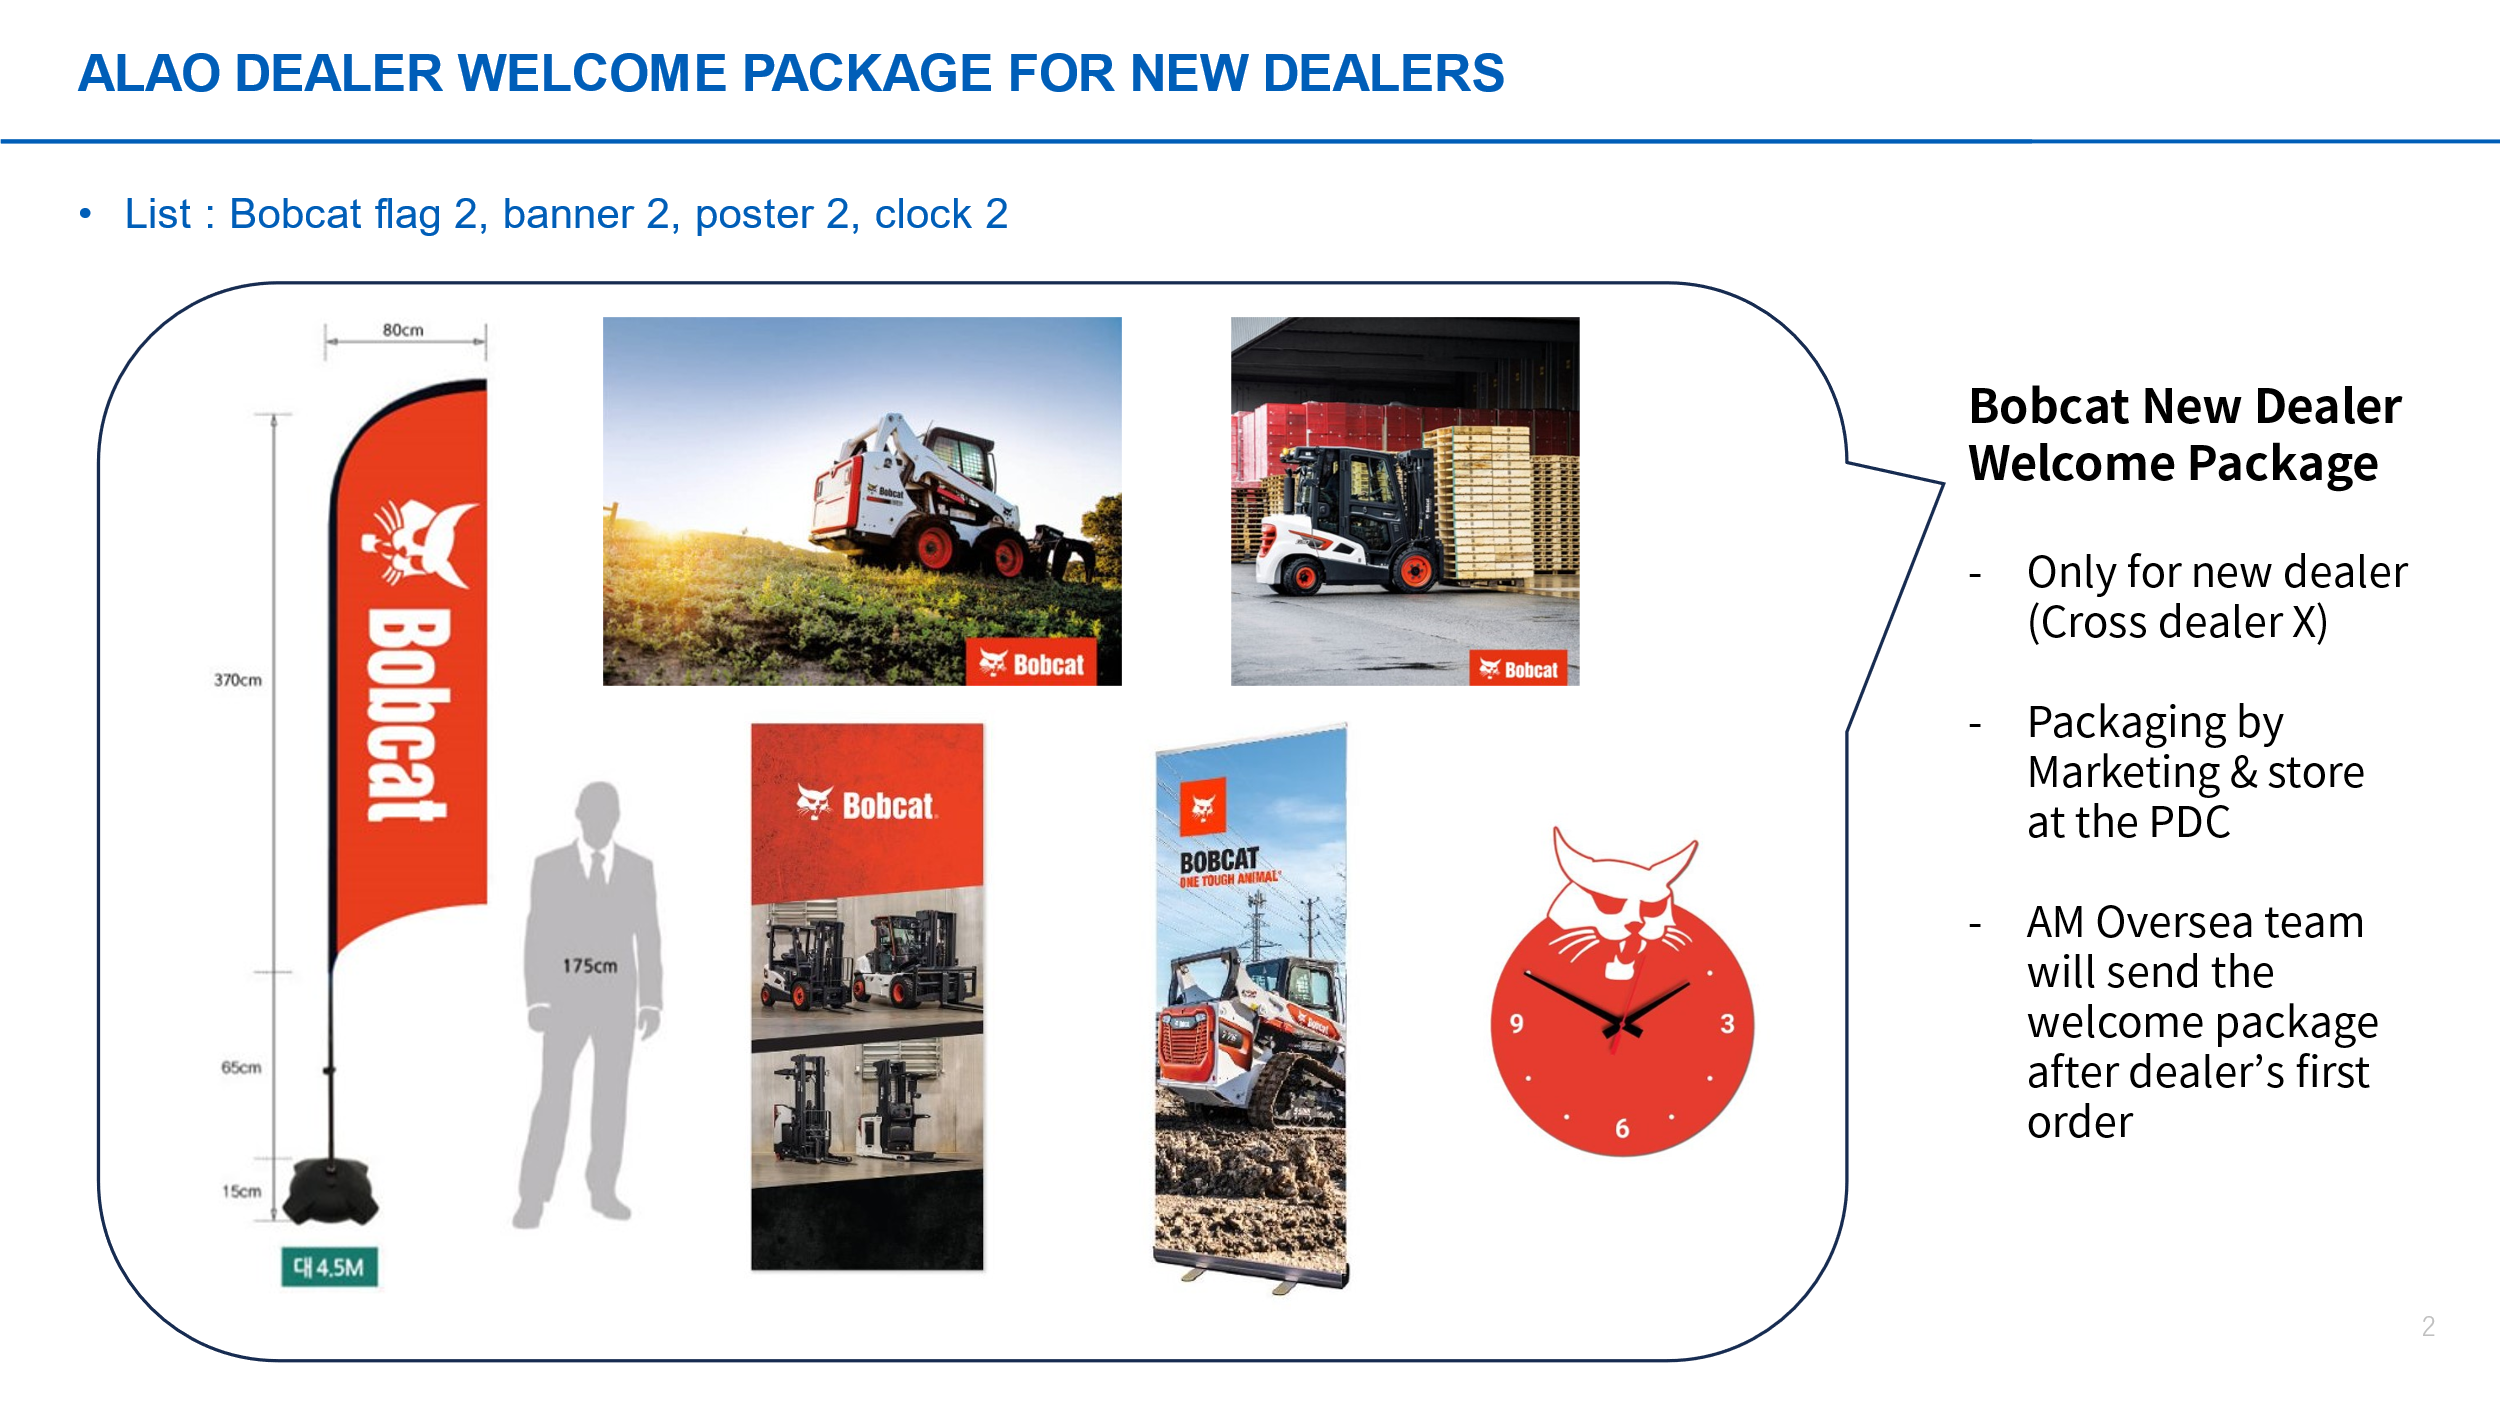 ALAO DEALER WELCOME PACKAGE FOR NEW DEALERS
• List : Bobcat flag 2, banner 2, poster 2, clock 2
80cm
370cm
65cm
15cm
대 4.5M
Bobcat
175cm
Bobcat
Bobcat
Bobcat
Bobcat
BOBCAT
ONE TOUGH ANIMAL®
Bobcat
9
3
6
Bobcat New Dealer
Welcome Package
- Only for new dealer
(Cross dealer X)
- Packaging by
Marketing & store
at the PDC
- AM Oversea team
will send the
welcome package
after dealer’s first
order
2